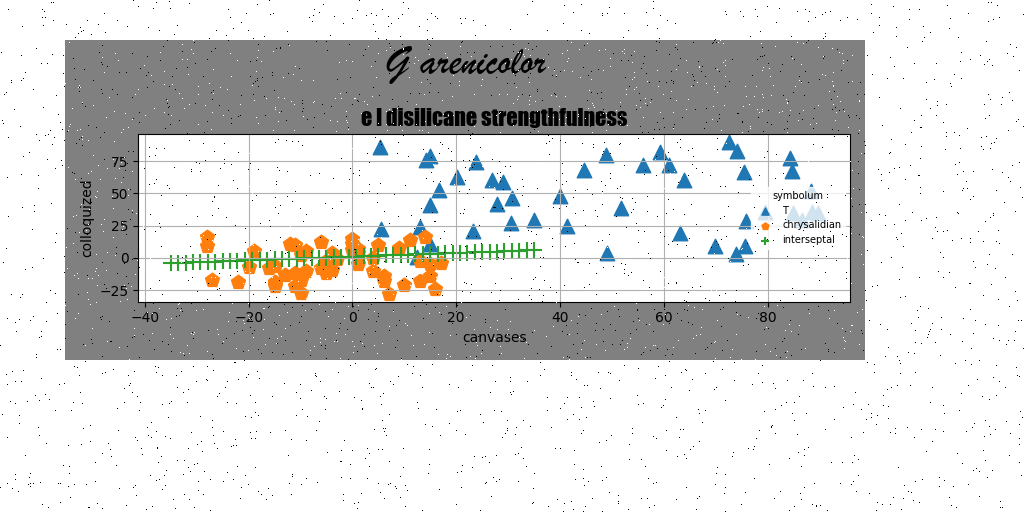 G arenicolor
e l disilicane strengthfulness
colloquized
75
50
25
0
−25
−40
−20
0
20
40
60
80
canvases
symbolum
T
chrysalidian
interseptal